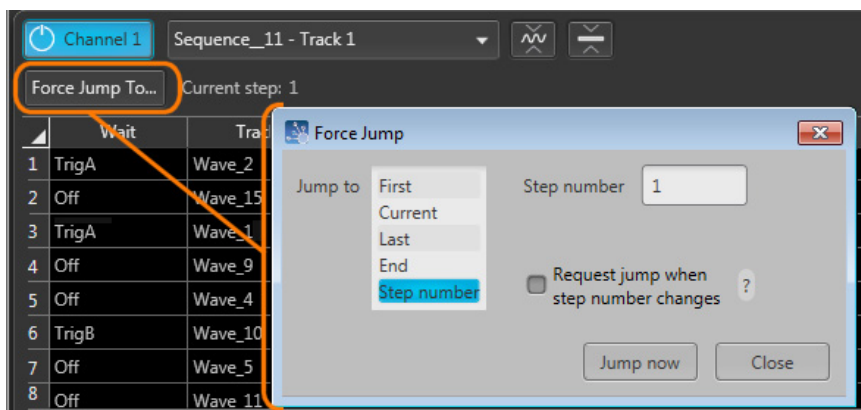 Channel 1 Sequence_11 - Track 1
Force Jump To... Current step: 1
Wait
1 TrigA Wave_2
2 Off Wave_15
3 TrigA Wave_1
4 Off Wave_9
5 Off Wave_4
6 TrigB Wave_10
7 Off Wave_5
8 Off Wave_11
Force Jump
Jump to
First
Current
Last
End
Step number
Step number 1
Request jump when
step number changes
?
Jump now Close